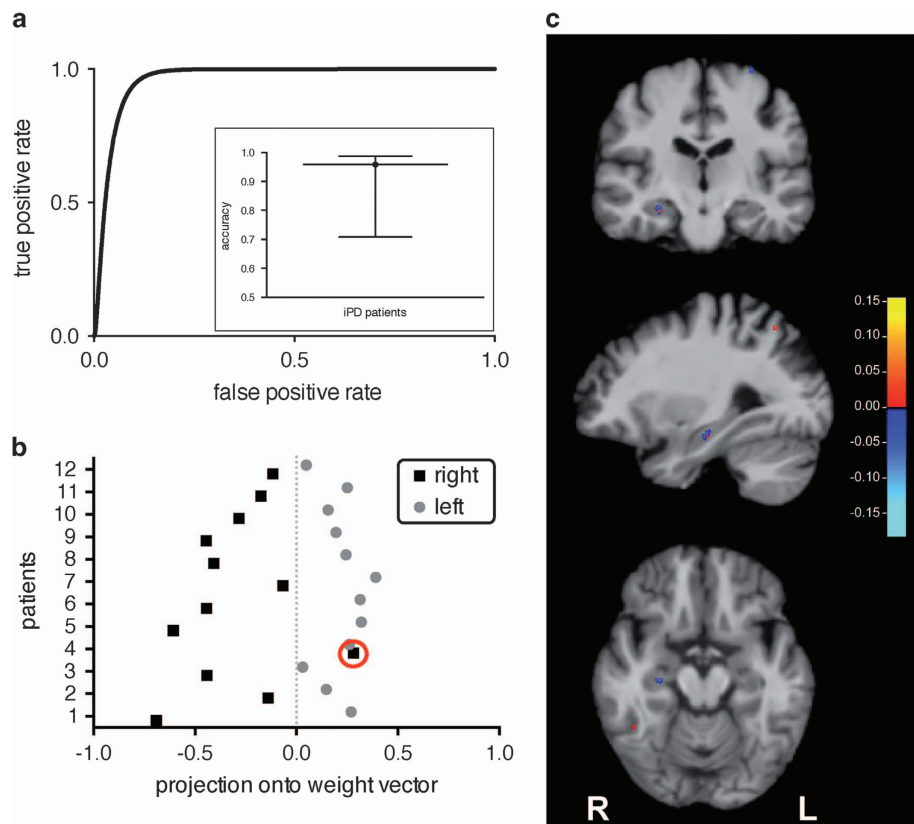 a
1.0
0.5
0.0
true positive rate
0.0
0.5
1.0
false positive rate
1.0
0.9
0.8
0.7
0.6
0.5
accuracy
iPD patients
b
12
11
10
9
8
7
6
5
4
3
2
1
patients
right
left
-1.0
-0.5
0.0
0.5
1.0
projection onto weight vector
c
0.15
0.10
0.05
0.00
-0.05
-0.10
-0.15
R
L